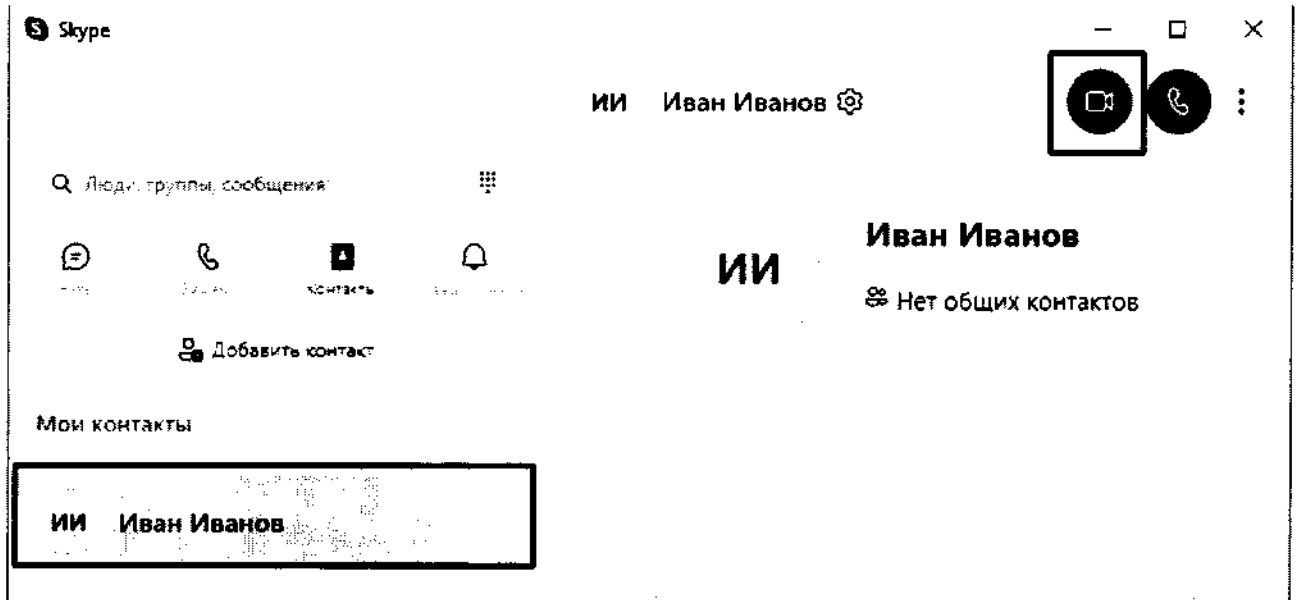 Skype
ИИ Иван Иванов
Люди, группы, сообщения
Контакты
Добавить контакт
Мои контакты
ИИ Иван Иванов
ИИ
Иван Иванов
Нет общих контактов